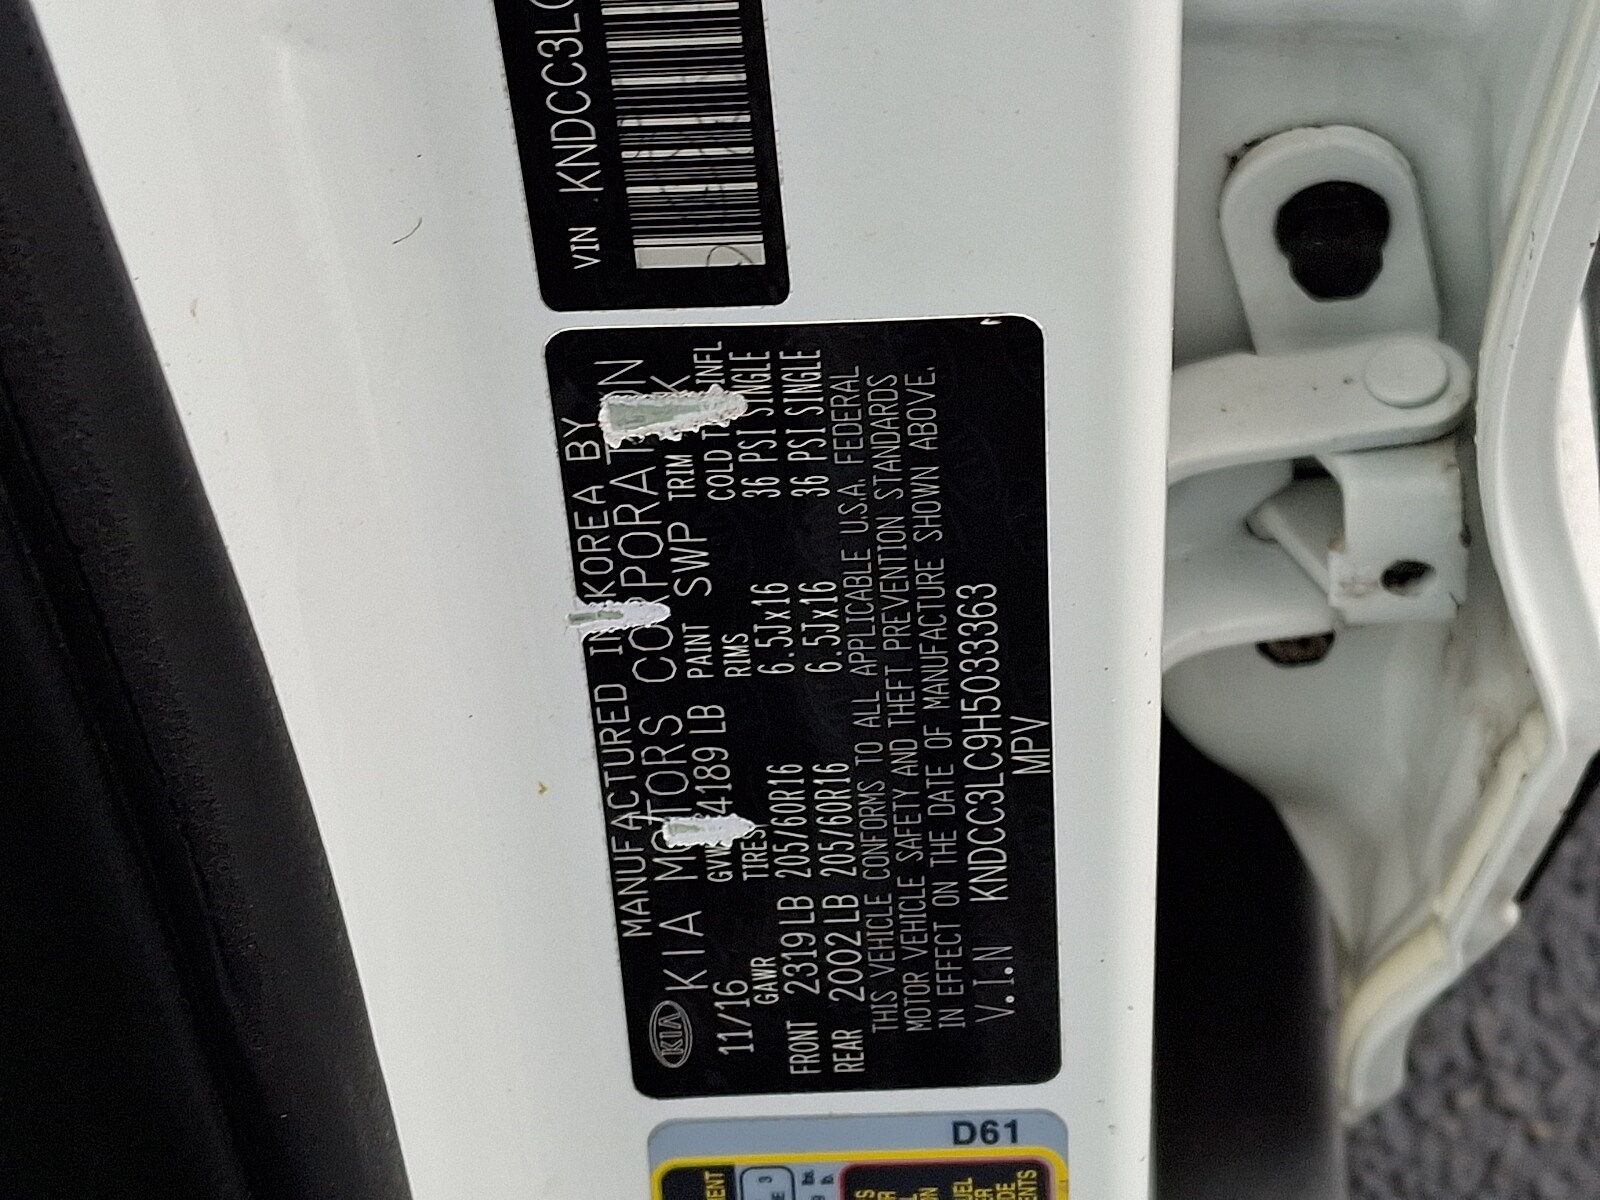 VIN :KNDCC3LC
MANUFACTURED IN KOREA BY
KIA
KIA MOTORS CORPORATION
11/16 4189 LB PAINT SWP TRIM
GAWR TIRES RIMS COLD INFL
FRONT 2319LB 205/60R16 6.5Jx16 36 PSI SINGLE
REAR 2002LB 205/60R16 6.5Jx16 36 PSI SINGLE
THIS VEHICLE CONFORMS TO ALL APPLICABLE U.S.A. FEDERAL
MOTOR VEHICLE SAFETY AND THEFT PREVENTION STANDARDS
IN EFFECT ON THE DATE OF MANUFACTURE SHOWN ABOVE.
V.I.N KNDCC3LC9H5033363
MPV
D61